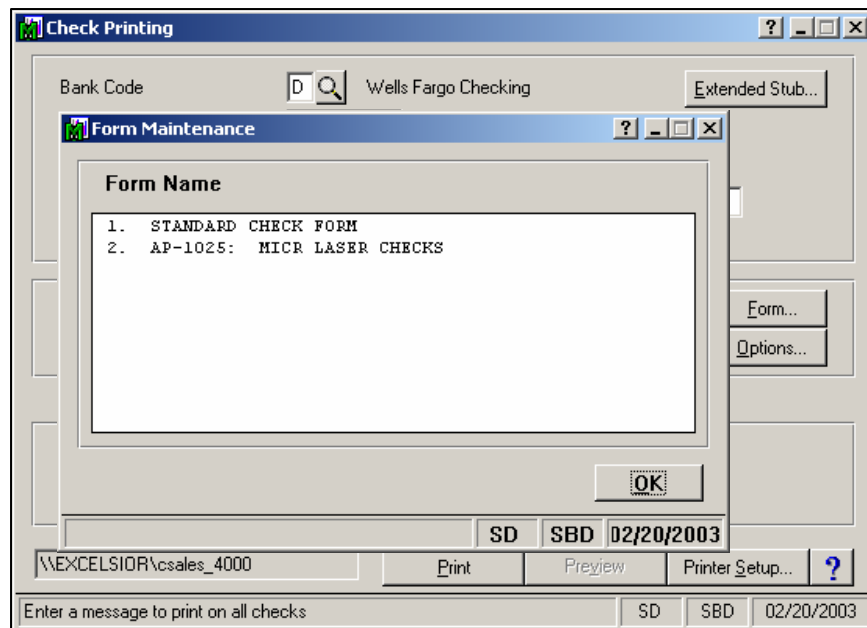 Check Printing
Bank Code D Wells Fargo Checking Extended Stub...
Form Maintenance
Form Name
1. STANDARD CHECK FORM
2. AP-1025: MICR LASER CHECKS
Form...
Options...
OK
SD SBD 02/20/2003
\\EXCELSIOR\csales_4000 Print Preview Printer Setup... ?
Enter a message to print on all checks SD SBD 02/20/2003